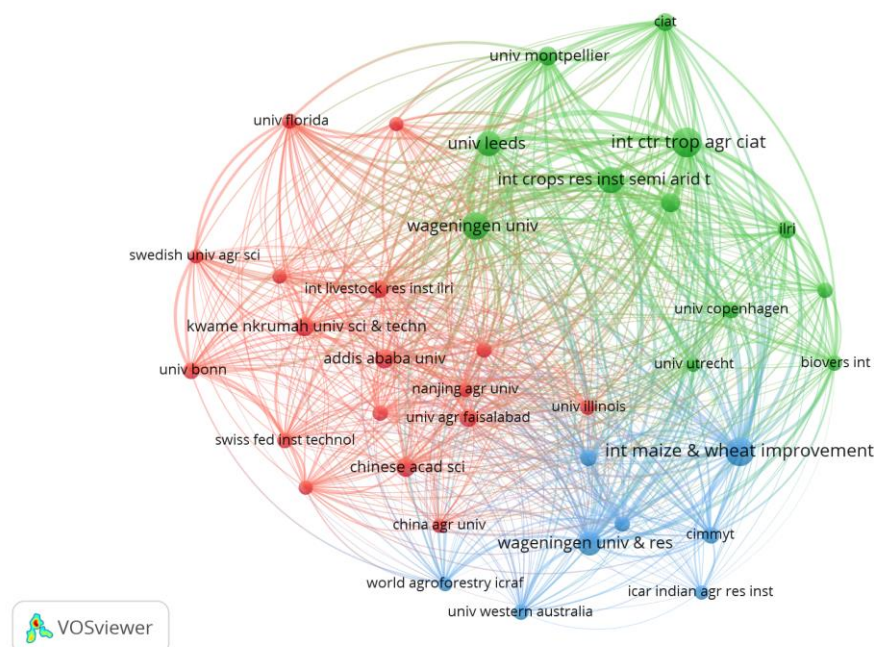 ciat
univ montpellier
univ florida
univ leeds
int ctr trop agr ciat
int crops res inst semi arid t
wageningen univ
ilri
swedish univ agr sci
int livestock res inst ilri
univ copenhagen
kwame nkrumah univ sci & techn
addis ababa univ
univ utrecht
biovers int
univ bonn
nanjing agr univ
univ illinois
univ agr faisalabad
swiss fed inst technol
int maize & wheat improvement
chinese acad sci
china agr univ
cimmyt
wageningen univ & res
world agroforestry icraf
icar indian agr res inst
univ western australia
VOSviewer